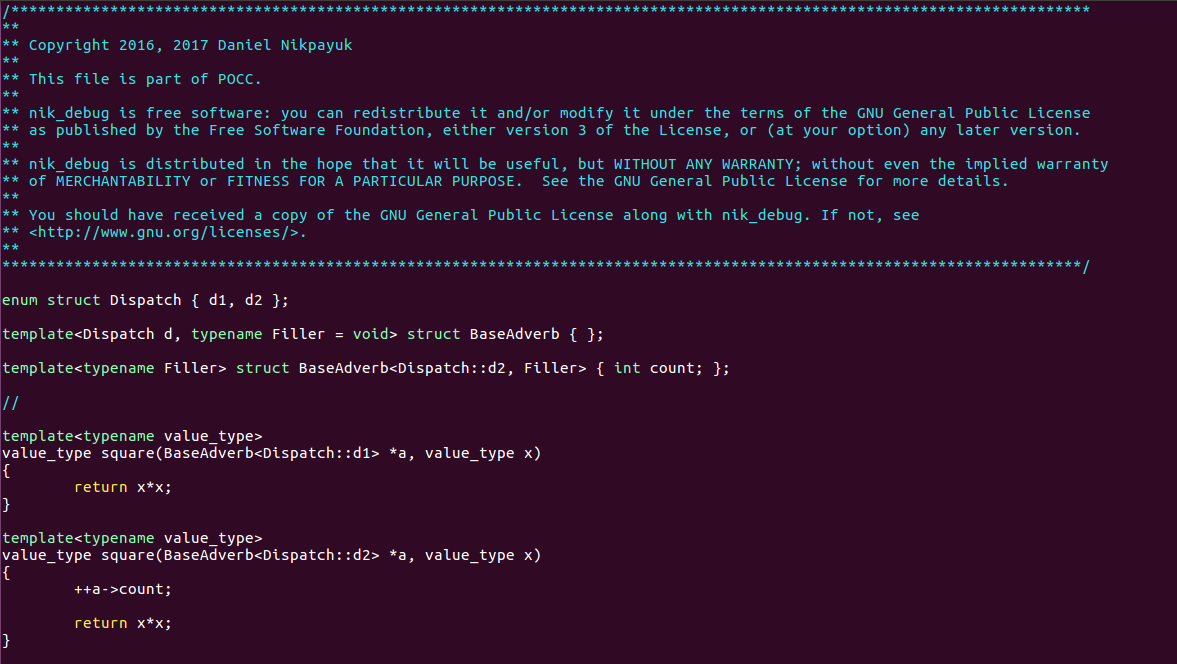 /************************************************************************************************************************
**
** Copyright 2016, 2017 Daniel Nikpayuk
**
** This file is part of POCC.
**
** nik_debug is free software: you can redistribute it and/or modify it under the terms of the GNU General Public License
** as published by the Free Software Foundation, either version 3 of the License, or (at your option) any later version.
**
** nik_debug is distributed in the hope that it will be useful, but WITHOUT ANY WARRANTY; without even the implied warranty
** of MERCHANTABILITY or FITNESS FOR A PARTICULAR PURPOSE.  See the GNU General Public License for more details.
**
** You should have received a copy of the GNU General Public License along with nik_debug. If not, see
** <http://www.gnu.org/licenses/>.
**
************************************************************************************************************************/
enum struct Dispatch { d1, d2 };
template<Dispatch d, typename Filler = void> struct BaseAdverb { };
template<typename Filler> struct BaseAdverb<Dispatch::d2, Filler> { int count; };
//
template<typename value_type>
value_type square(BaseAdverb<Dispatch::d1> *a, value_type x)
{
        return x*x;
}
template<typename value_type>
value_type square(BaseAdverb<Dispatch::d2> *a, value_type x)
{
        ++a->count;
        return x*x;
}